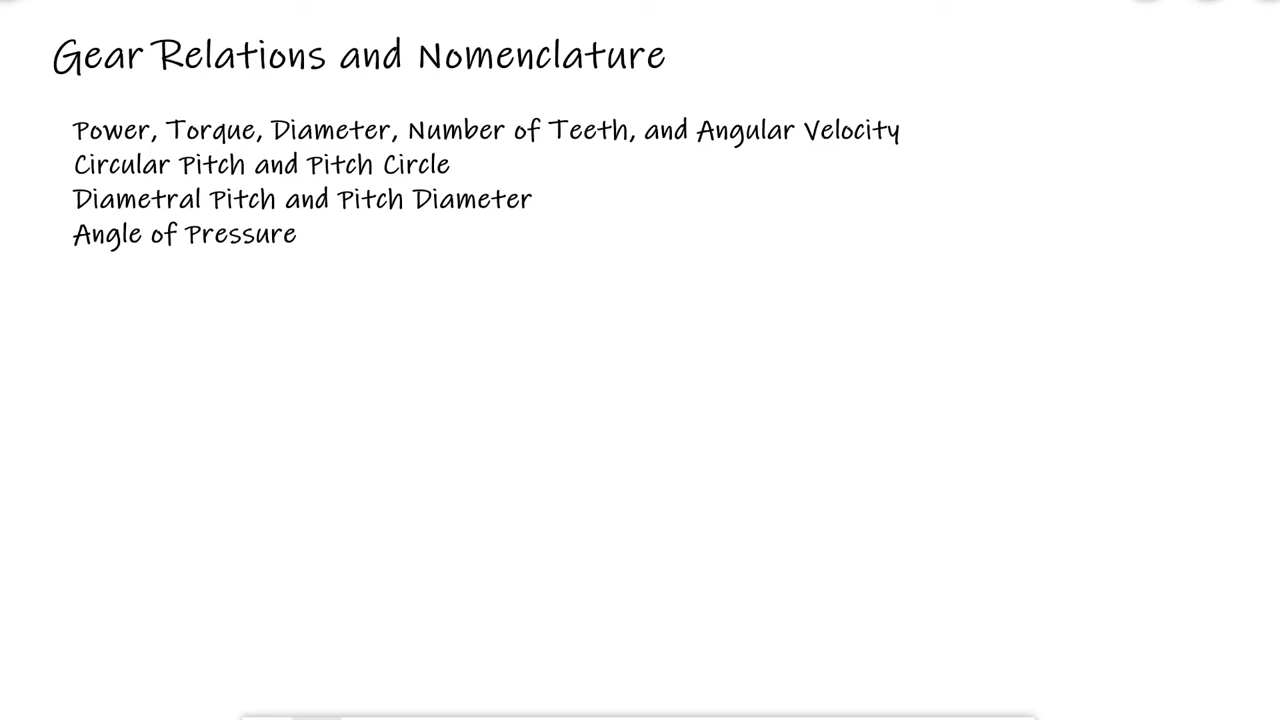 Gear Relations and Nomenclature
Power, Torque, Diameter, Number of Teeth, and Angular Velocity
Circular Pitch and Pitch Circle
Diametral Pitch and Pitch Diameter
Angle of Pressure